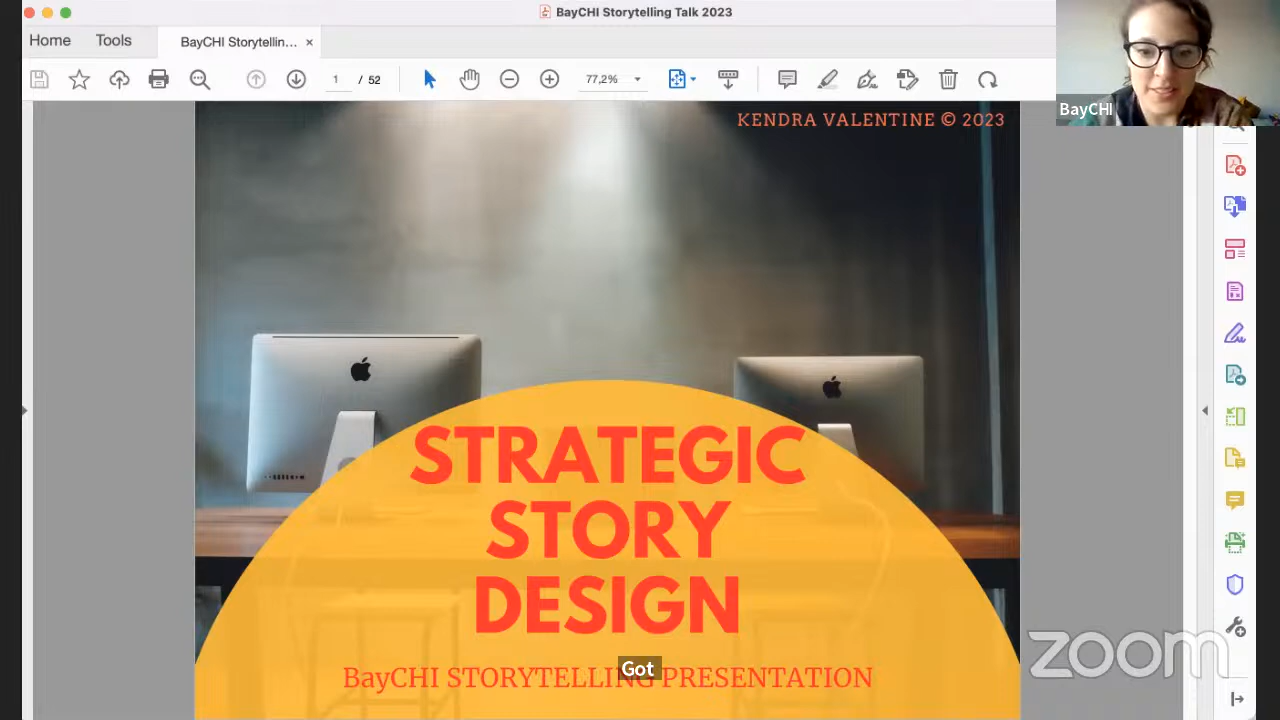 BayCHI Storytelling Talk 2023
Home Tools BayCHI Storytellin... ×
1 / 52 77,2%
BayCHI
KENDRA VALENTINE © 2023
STRATEGIC
STORY
DESIGN
BayCHI STORYTELLING PRESENTATION
Got
zoom